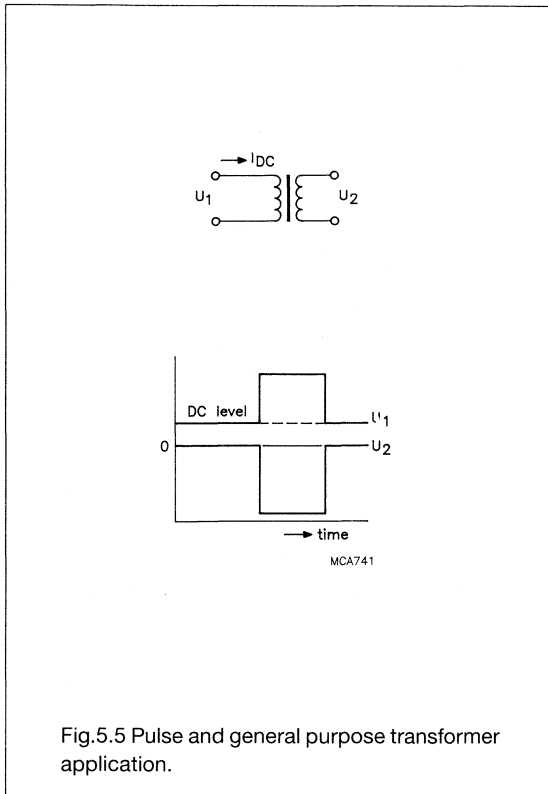 I DC
U1 U2
DC level
U1
0 U2
time
MCA741
Fig.5.5 Pulse and general purpose transformer
application.